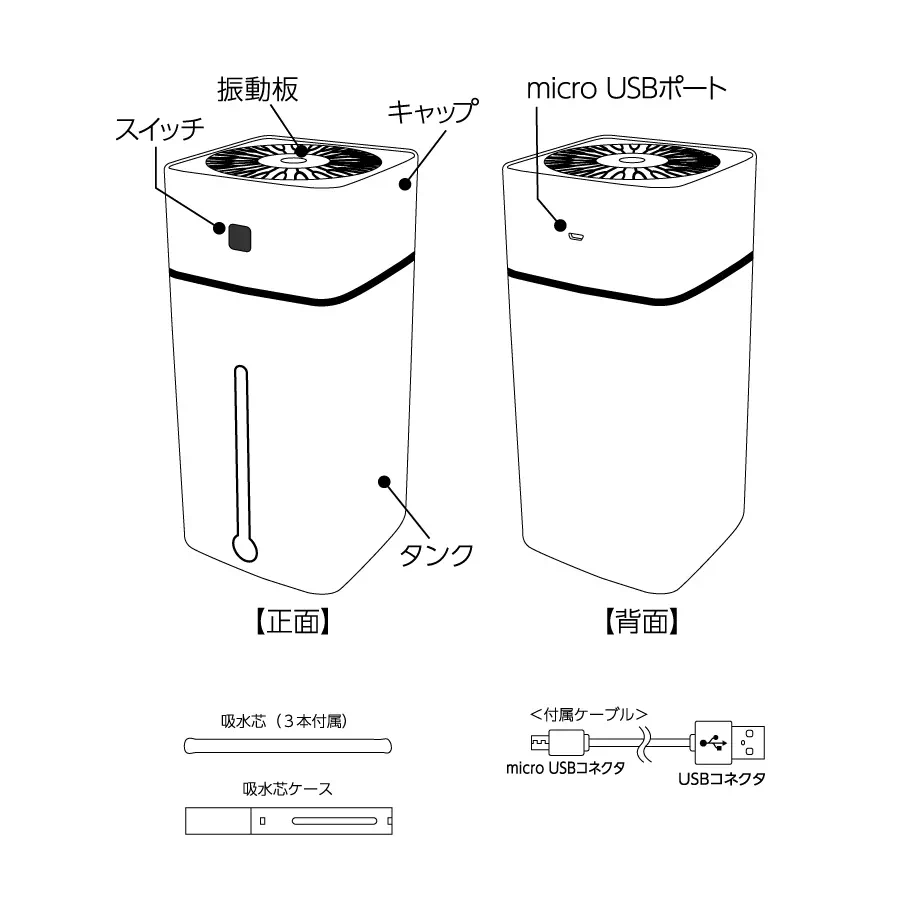 振動板
スイッチ
キャップ
micro USBポート
タンク
【正面】
【背面】
吸水芯（３本付属）
吸水芯ケース
＜付属ケーブル＞
micro USBコネクタ
USBコネクタ